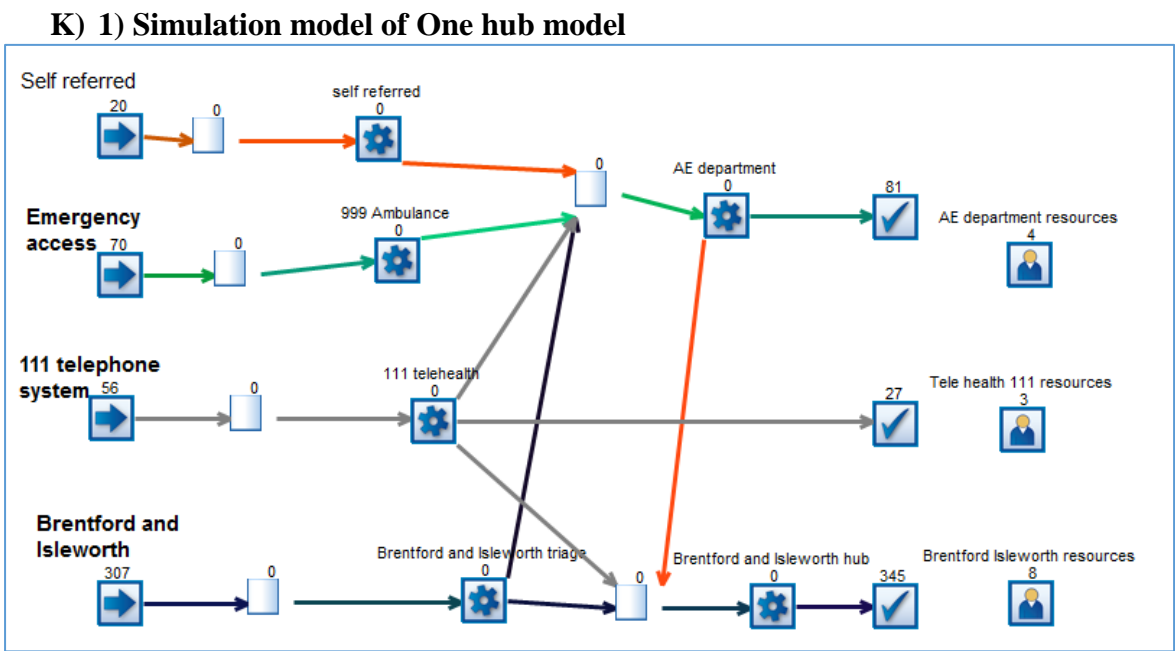 K) 1) Simulation model of One hub model
Self referred
20
0
self referred
0
0
AE department
0
81
AE department resources
4
Emergency
access
70
0
999 Ambulance
0
111 telephone
system
56
0
111 telehealth
0
27
Tele health 111 resources
3
Brentford and
Isleworth
307
0
Brentford and Isleworth triage
0
0
Brentford and Isleworth hub
0
345
Brentford Isleworth resources
8